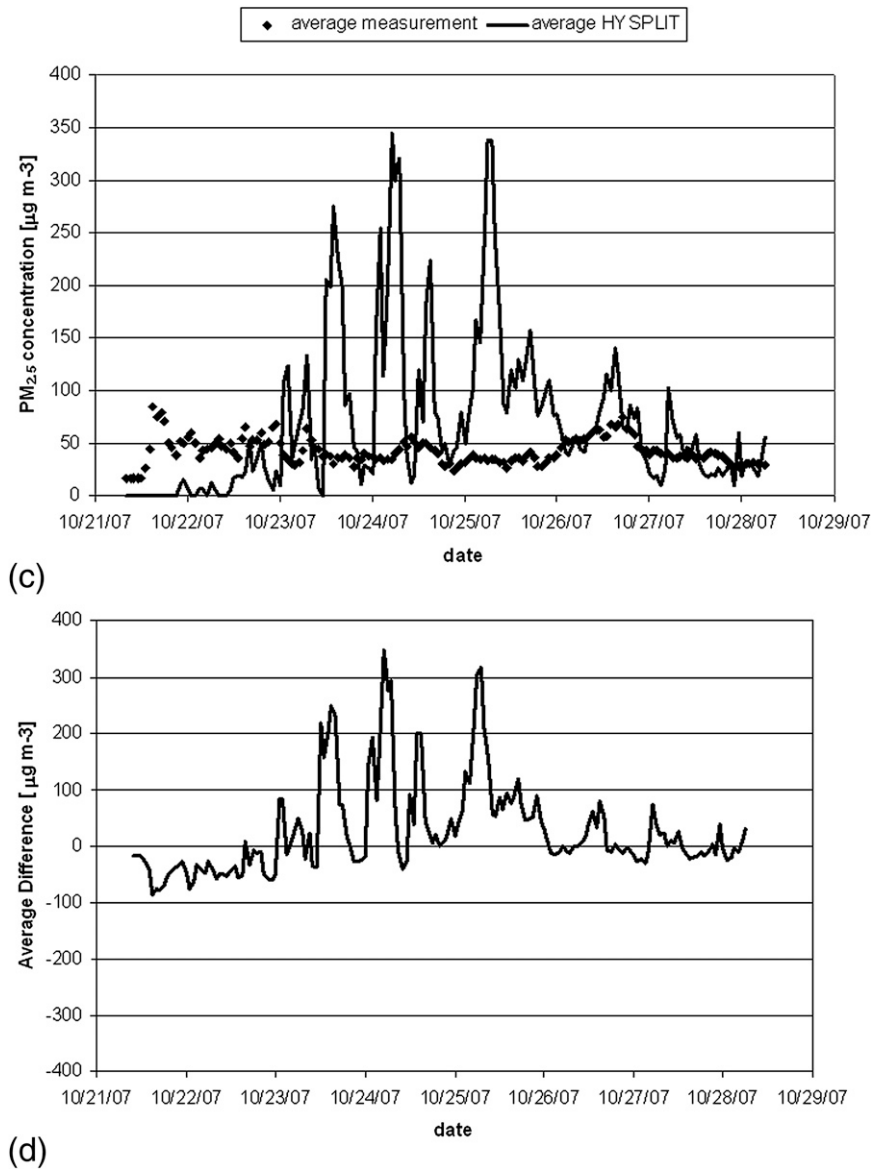 average measurement average HYSPLIT
400
350
300
250
200
150
100
50
0
PM2.5 concentration [µg m-3]
10/21/07 10/22/07 10/23/07 10/24/07 10/25/07 10/26/07 10/27/07 10/28/07 10/29/07
date
(c)
400
300
200
100
0
-100
-200
-300
-400
Average Difference [ µg m-3]
10/21/07 10/22/07 10/23/07 10/24/07 10/25/07 10/26/07 10/27/07 10/28/07 10/29/07
date
(d)